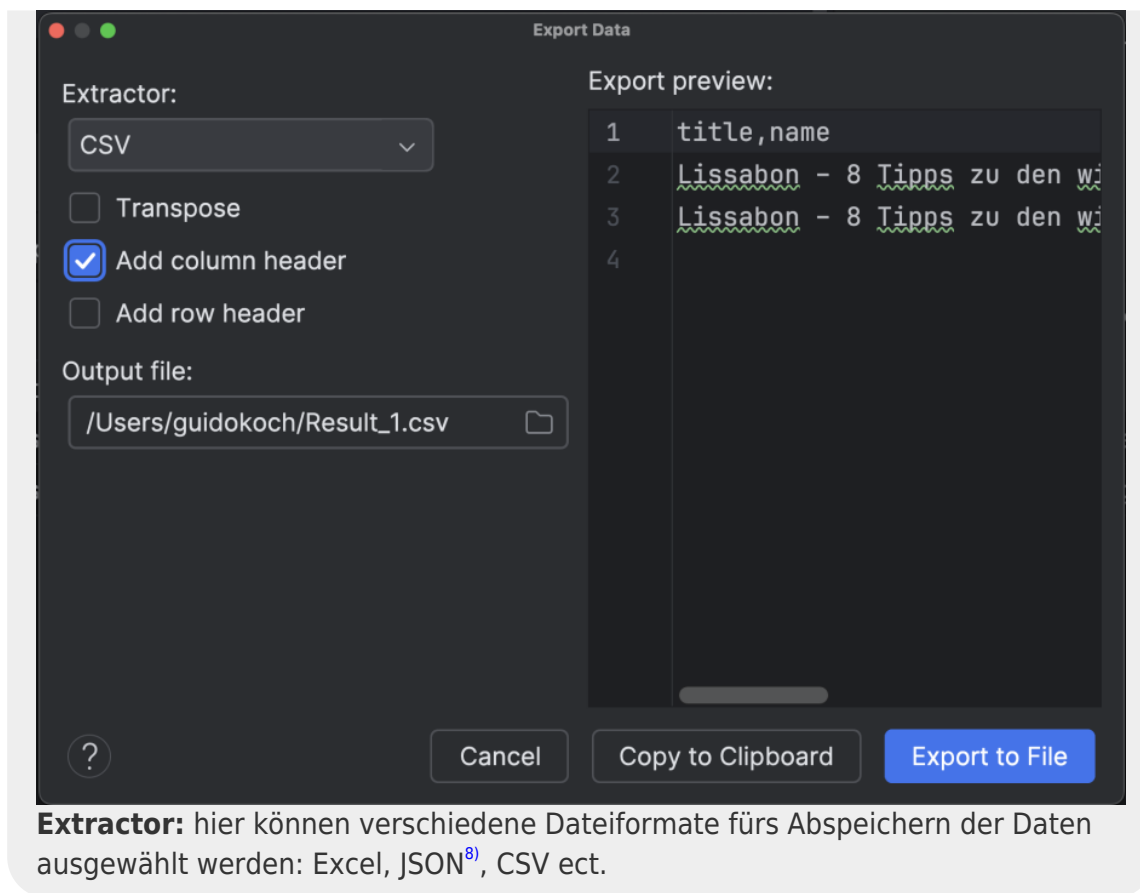 Export Data
Extractor:
CSV
Transpose
Add column header
Add row header
Output file:
/Users/guidokoch/Result_1.csv
Export preview:
1 title,name
2 Lissabon – 8 Tipps zu den
3 Lissabon – 8 Tipps zu den
4
?
Cancel
Copy to Clipboard
Export to File
Extractor: hier können verschiedene Dateiformate fürs Abspeichern der Daten
ausgewählt werden: Excel, JSON8), CSV ect.